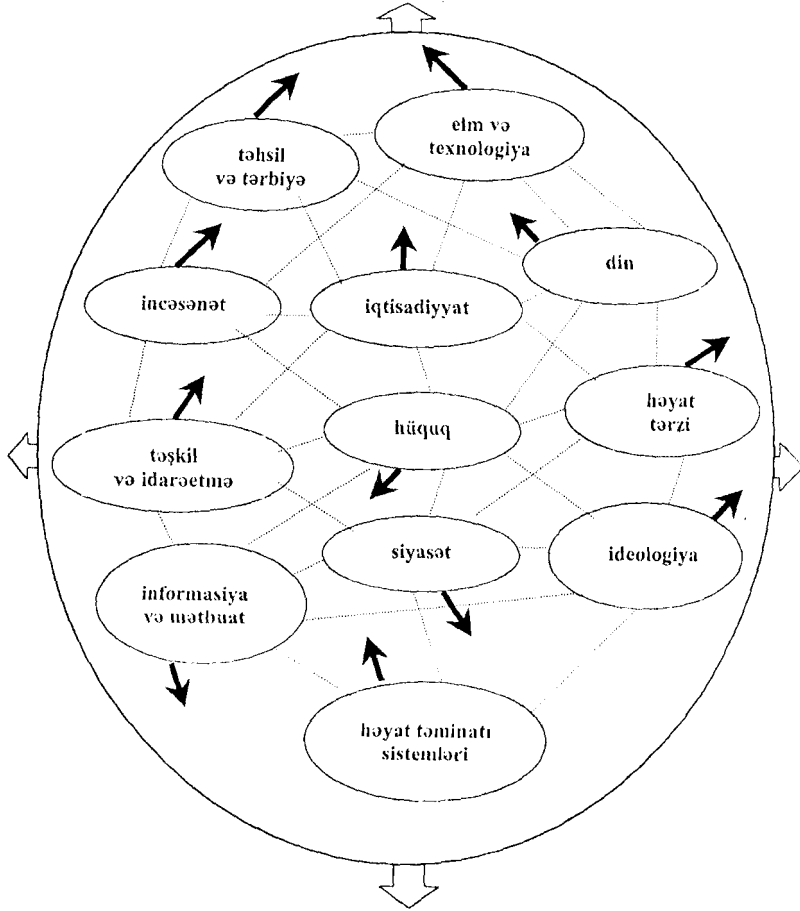 elm və
texnologiya
təhsil
və tərbiyə
din
incəsənət
iqtisadiyyat
həyat
tərzi
hüquq
təşkil
və idarəetmə
siyasət
ideologiya
informasiya
və mətbuat
həyat təminatı
sistemləri